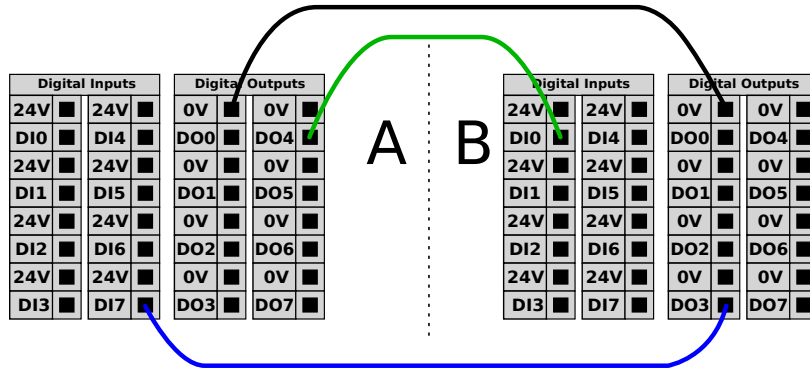 Digital Inputs Digital Outputs Digital Inputs Digital Outputs
24V 24V 0V 0V 24V 24V 0V 0V
DI0 DI4 DO0 DO4 A B DI0 DI4 DO0 DO4
24V 24V 0V 0V 24V 24V 0V 0V
DI1 DI5 DO1 DO5 DI1 DI5 DO1 DO5
24V 24V 0V 0V 24V 24V 0V 0V
DI2 DI6 DO2 DO6 DI2 DI6 DO2 DO6
24V 24V 0V 0V 24V 24V 0V 0V
DI3 DI7 DO3 DO7 DI3 DI7 DO3 DO7